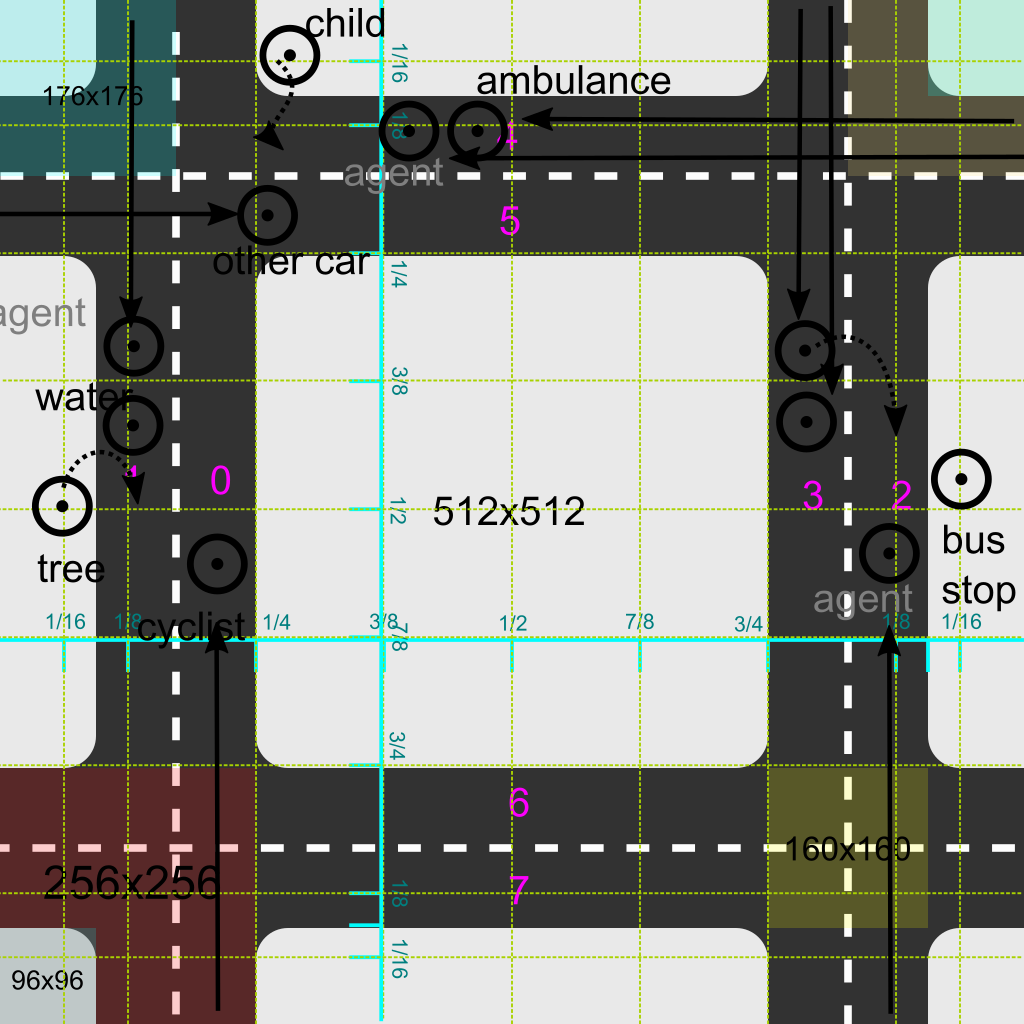 child
1/16
ambulance
176x176
1/8
4
agent
5
other car
1/4
agent
3/8
water
1
0
3
2
1/2
512x512
bus
stop
tree
agent
1/16
1/8
cyclist
1/4
3/8
7/8
1/2
7/8
3/4
1/8
1/16
3/4
6
160x160
256x256
7
1/8
1/16
96x96